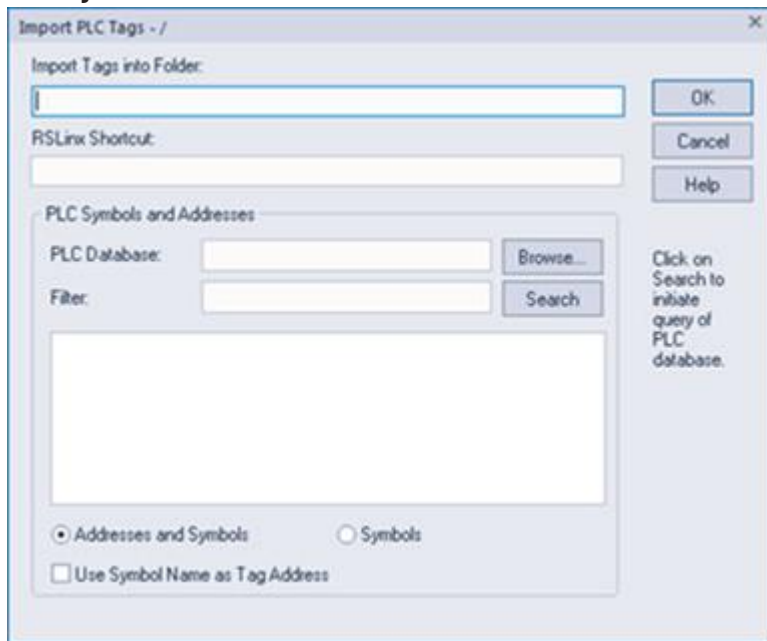 Import PLC Tags - /
Import Tags into Folder:
OK
RSLinx Shortcut:
Cancel
Help
PLC Symbols and Addresses
PLC Database:
Browse...
Filter:
Search
Click on
Search to
initiate
query of
PLC
database.
Addresses and Symbols
Symbols
Use Symbol Name as Tag Address